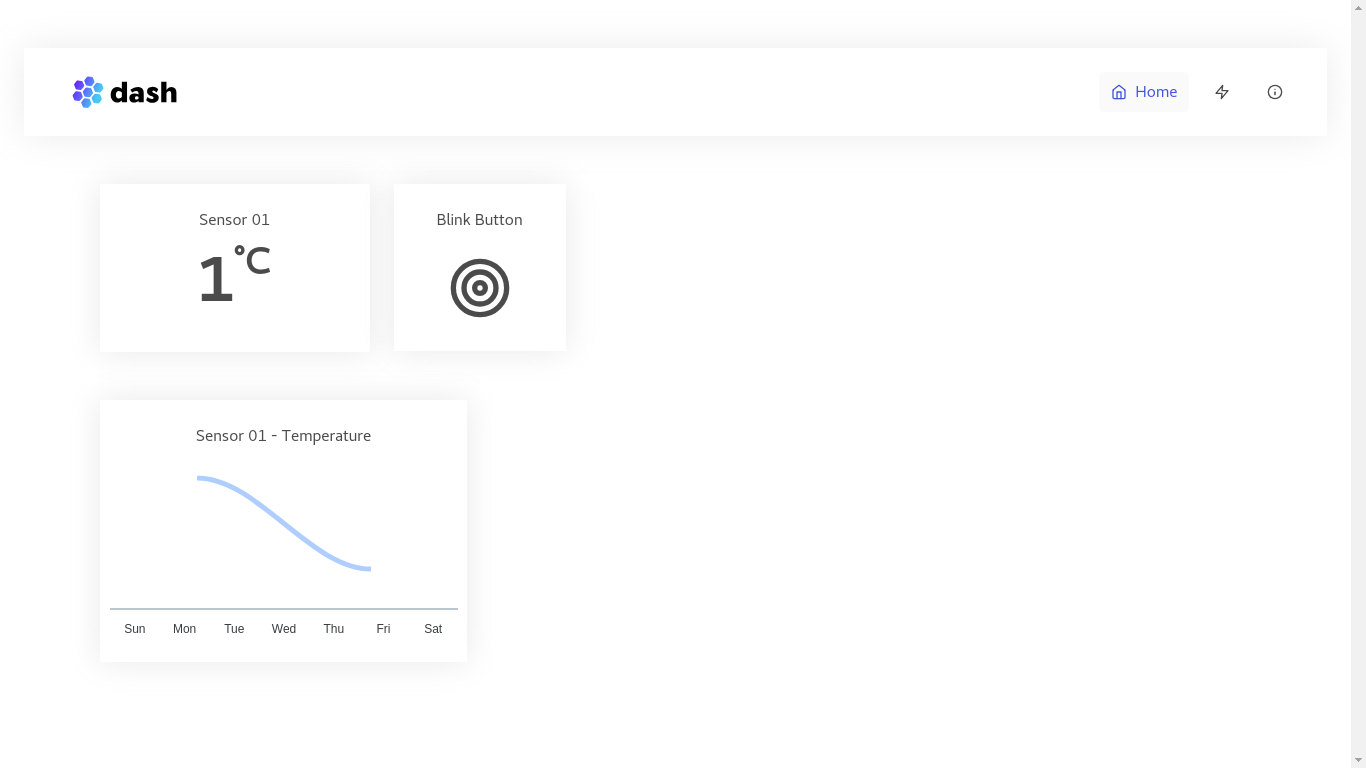 dash
Home
Sensor 01
1°C
Blink Button
Sensor 01 - Temperature
Sun Mon Tue Wed Thu Fri Sat